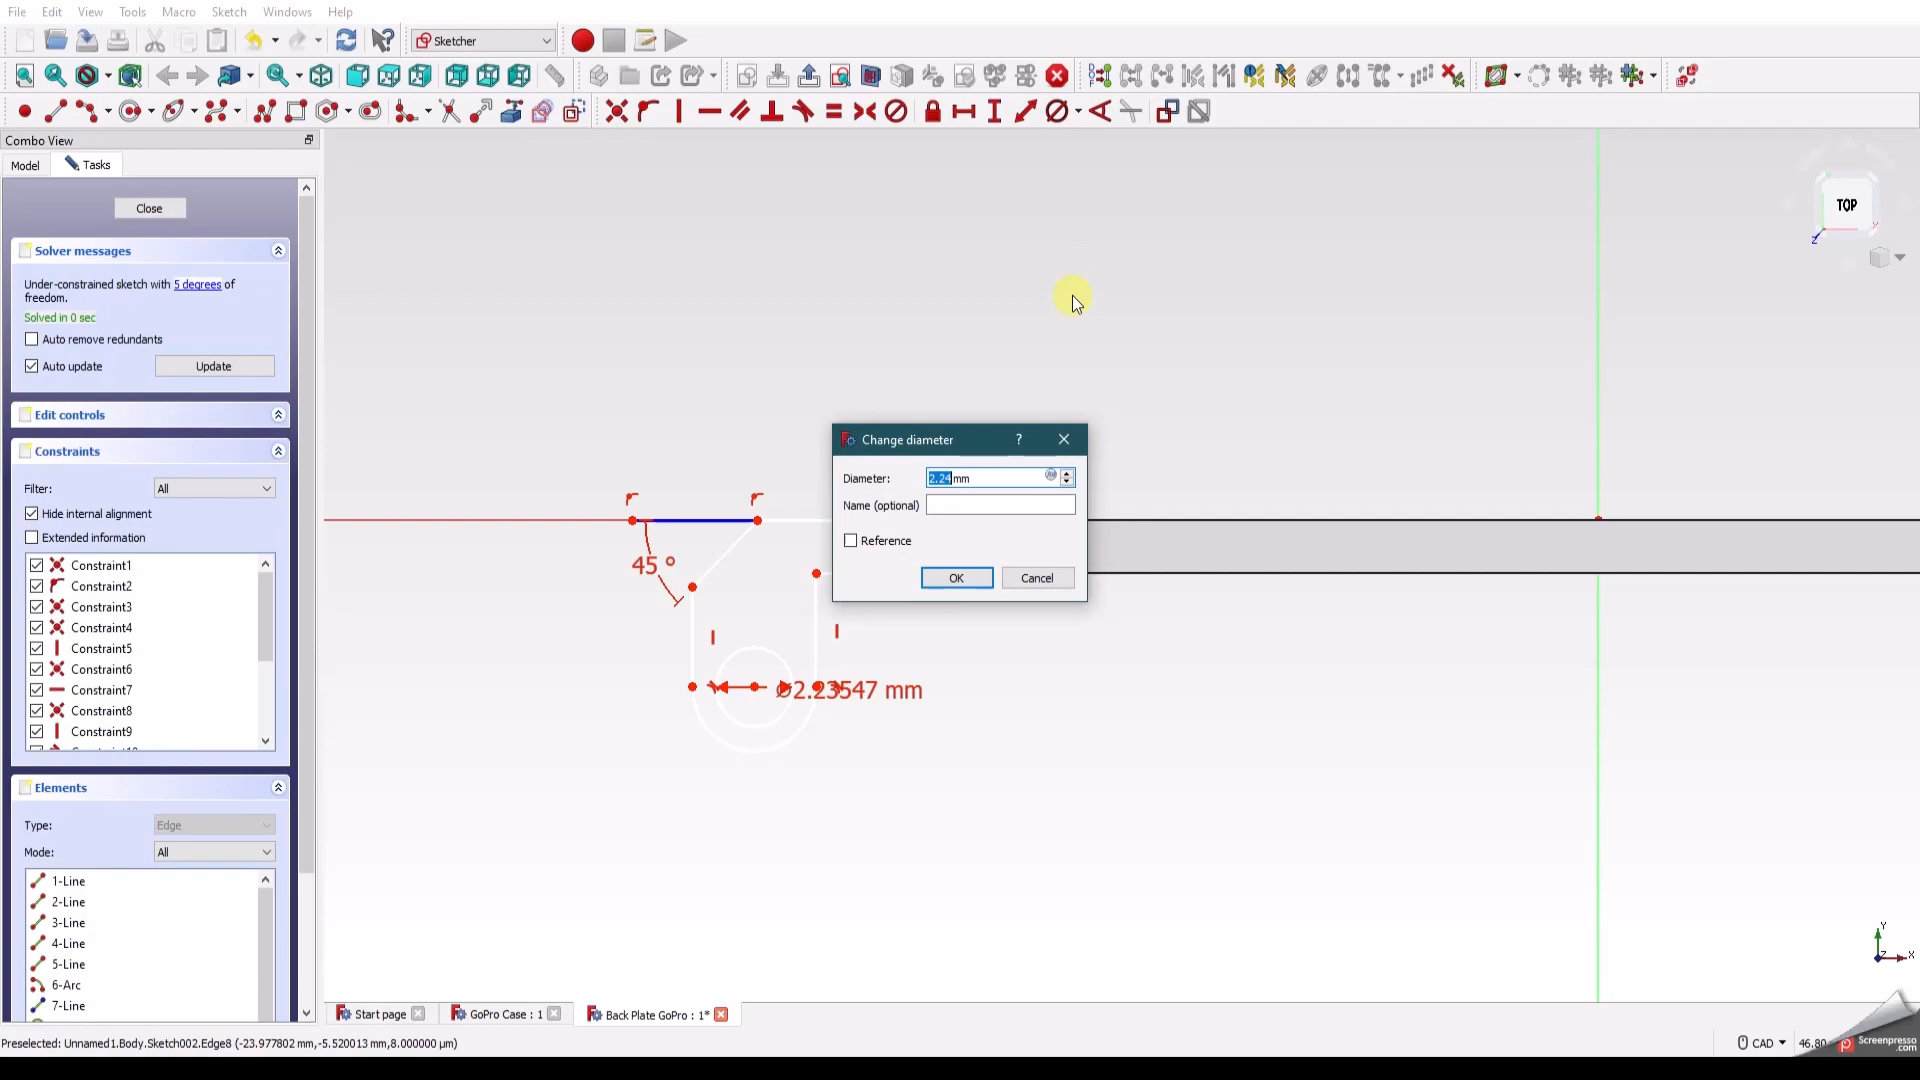 File Edit View Tools Macro Sketch Windows Help
Sketcher
Combo View
Model Tasks
Close
Solver messages
Under-constrained sketch with 5 degrees of
freedom.
Solved in 0 sec
Auto remove redundants
Auto update Update
Edit controls
Constraints
Filter: All
Hide internal alignment
Extended information
Constraint1
Constraint2
Constraint3
Constraint4
Constraint5
Constraint6
Constraint7
Constraint8
Constraint9
Elements
Type: Edge
Mode: All
1-Line
2-Line
3-Line
4-Line
5-Line
6-Arc
7-Line
TOP
X
Z
Change diameter ?
Diameter: 2.24 mm
Name (optional)
Reference
OK Cancel
45 °
⌀2.23547 mm
Y
Z X
Start page GoPro Case : 1 Back Plate GoPro : 1*
Preselected: Unnamed1.Body.Sketch002.Edge8 (-23.977802 mm,-5.520013 mm,8.000000 µm)
CAD 46.80
Screenpresso
.com